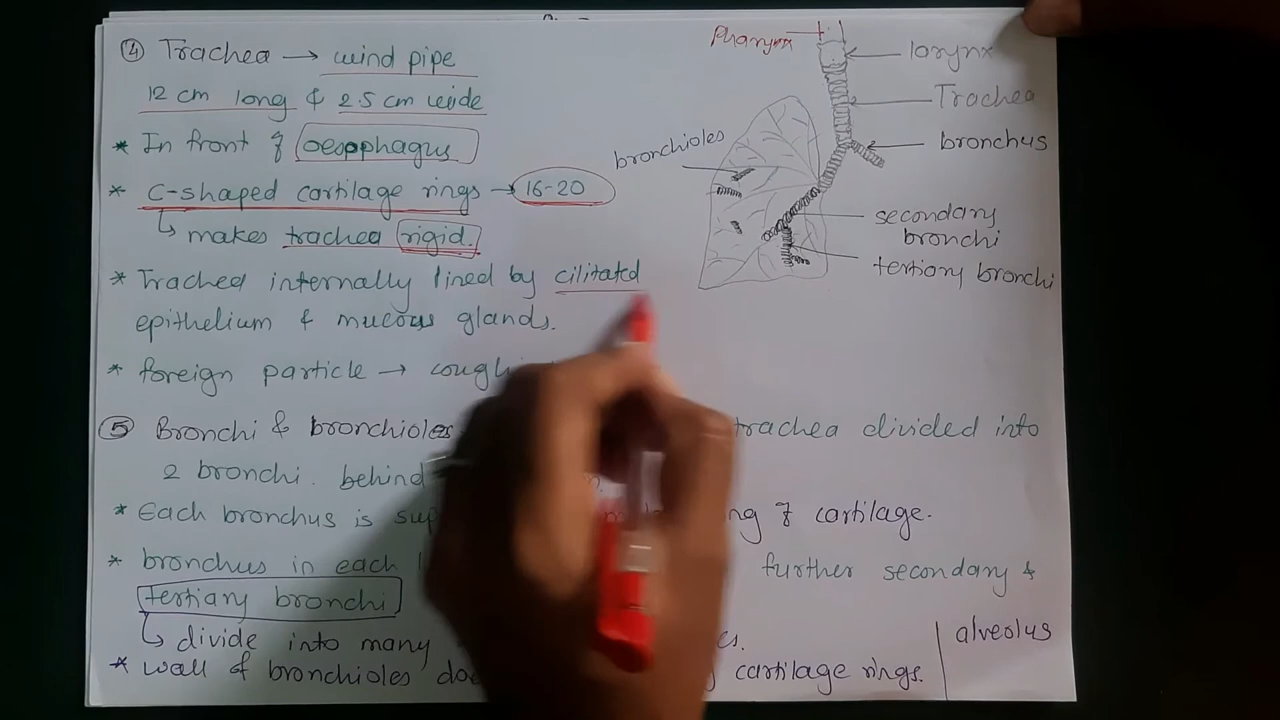 ④ Trachea → wind pipe
12 cm long & 2.5 cm wide
* In front of oesophagus
* C-shaped cartilage rings → 16-20
↳ makes trachea rigid.
* Trachea internally lined by cilitatd
epithelium & mucous glands.
* foreign particle →
⑤ Bronchi & bronchioles trachea divided into
2 bronchi. behind
* Each bronchus is of cartilage.
* bronchus in each further secondary &
tertiary bronchi
↳ divide into many
* wall of bronchioles cartilage rings.
alveolus
Pharynx
larynx
Trachea
bronchus
bronchioles
secondary
bronchi
tertiary bronchi